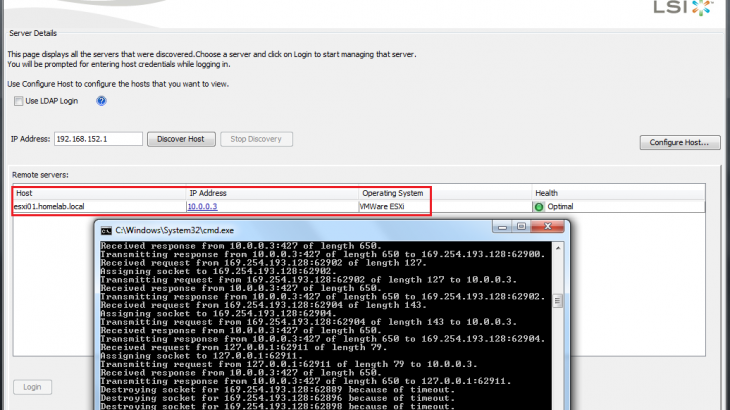 LSI
Server Details
This page displays all the servers that were discovered.Choose a server and click on Login to start managing that server.
You will be prompted for entering host credentials while logging in.
Use Configure Host to configure the hosts that you want to view.
Use LDAP Login
IP Address: 192.168.152.1 Discover Host Stop Discovery
Configure Host...
Remote servers:
Host IP Address Operating System Health
esxi01.homelab.local 10.0.0.3 VMWare ESXi Optimal
C:\Windows\System32\cmd.exe
Received response from 10.0.0.3:427 of length 650.
Transmitting response from 10.0.0.3:427 of length 650 to 169.254.193.128:62900.
Received request from 169.254.193.128:62902 of length 127.
Assigning socket to 169.254.193.128:62902.
Transmitting request from 169.254.193.128:62902 of length 127 to 10.0.0.3.
Received response from 10.0.0.3:427 of length 650.
Transmitting response from 10.0.0.3:427 of length 650 to 169.254.193.128:62902.
Received request from 169.254.193.128:62904 of length 143.
Assigning socket to 169.254.193.128:62904.
Transmitting request from 169.254.193.128:62904 of length 143 to 10.0.0.3.
Received response from 10.0.0.3:427 of length 650.
Transmitting response from 10.0.0.3:427 of length 650 to 169.254.193.128:62904.
Received request from 127.0.0.1:62911 of length 79.
Assigning socket to 127.0.0.1:62911.
Transmitting request from 127.0.0.1:62911 of length 79 to 10.0.0.3.
Received response from 10.0.0.3:427 of length 650.
Transmitting response from 10.0.0.3:427 of length 650 to 127.0.0.1:62911.
Destroying socket for 169.254.193.128:62889 because of timeout.
Destroying socket for 169.254.193.128:62896 because of timeout.
Destroying socket for 169.254.193.128:62898 because of timeout.
Login